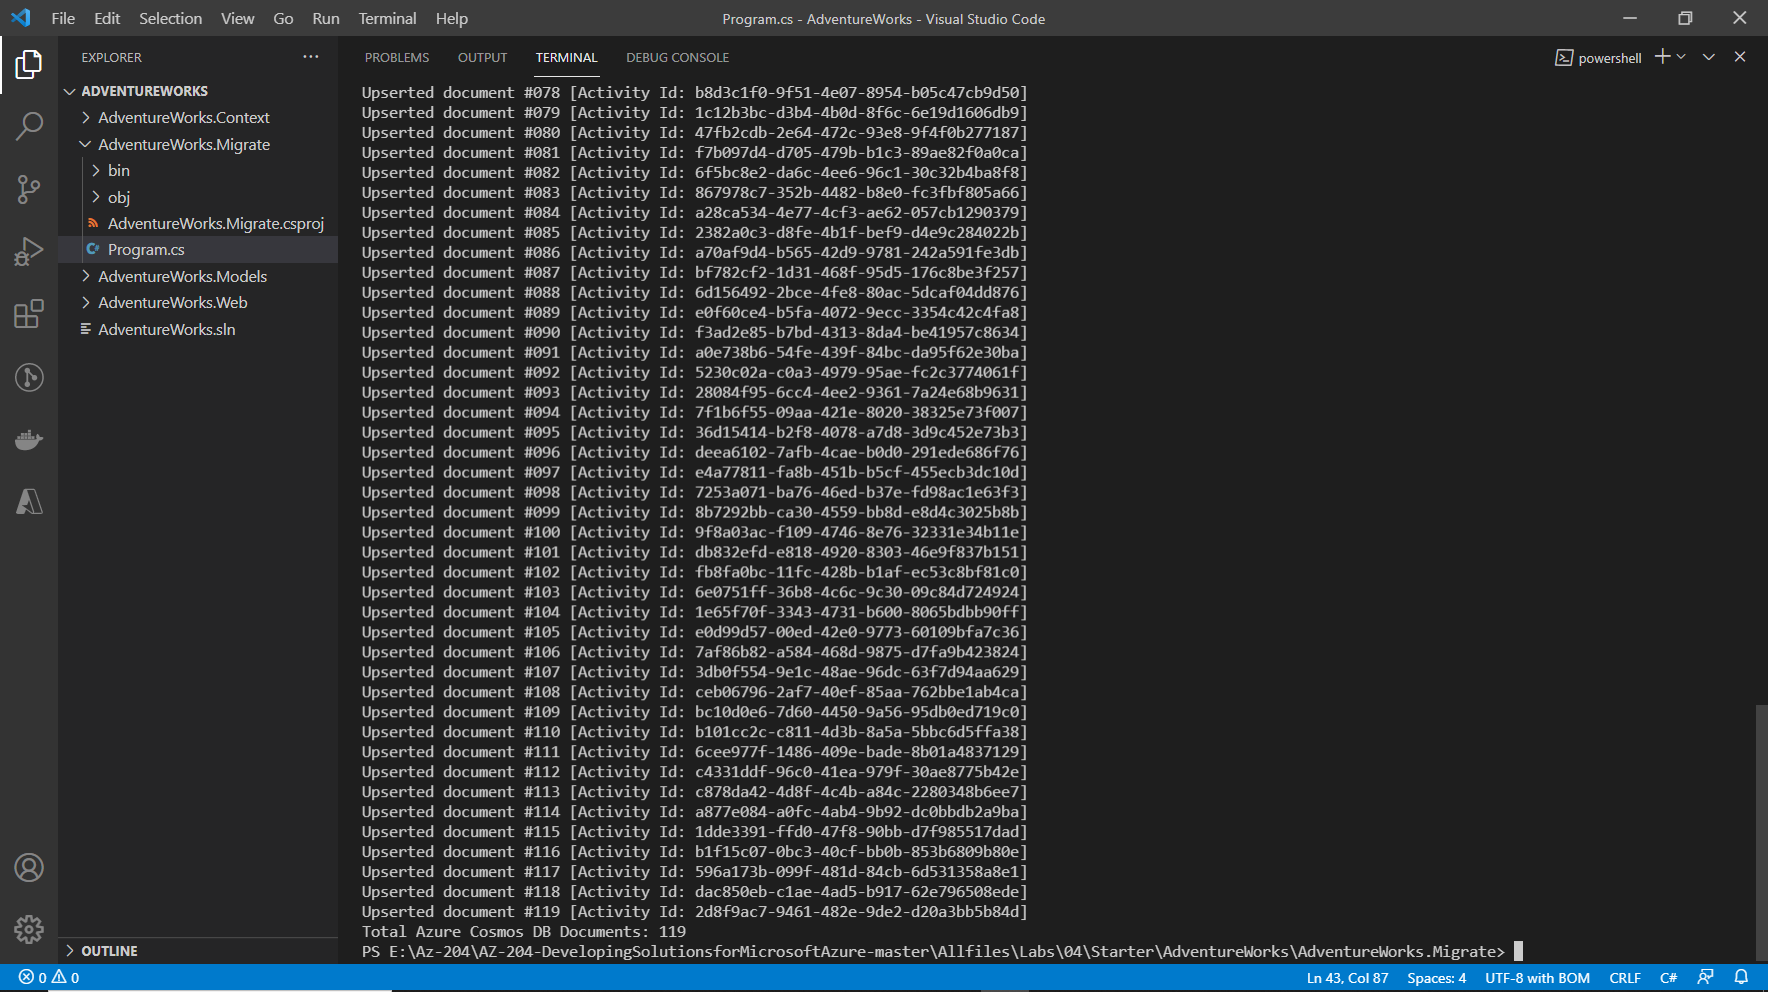 File Edit Selection View Go Run Terminal Help
Program.cs - AdventureWorks - Visual Studio Code
EXPLORER
ADVENTUREWORKS
AdventureWorks.Context
AdventureWorks.Migrate
bin
obj
AdventureWorks.Migrate.csproj
Program.cs
AdventureWorks.Models
AdventureWorks.Web
AdventureWorks.sln
OUTLINE
PROBLEMS OUTPUT TERMINAL DEBUG CONSOLE
powershell
Upserted document #078 [Activity Id: b8d3c1f0-9f51-4e07-8954-b05c47cb9d50]
Upserted document #079 [Activity Id: 1c12b3bc-d3b4-4b0d-8f6c-6e19d1606db9]
Upserted document #080 [Activity Id: 47fb2cdb-2e64-472c-93e8-9f4f0b277187]
Upserted document #081 [Activity Id: f7b097d4-d705-479b-b1c3-89ae82f0a0ca]
Upserted document #082 [Activity Id: 6f5bc8e2-da6c-4ee6-96c1-30c32b4ba8f8]
Upserted document #083 [Activity Id: 867978c7-352b-4482-b8e0-fc3fbf805a66]
Upserted document #084 [Activity Id: a28ca534-4e77-4cf3-ae62-057cb1290379]
Upserted document #085 [Activity Id: 2382a0c3-d8fe-4b1f-bef9-d4e9c284022b]
Upserted document #086 [Activity Id: a70af9d4-b565-42d9-9781-242a591fe3db]
Upserted document #087 [Activity Id: bf782cf2-1d31-468f-95d5-176c8be3f257]
Upserted document #088 [Activity Id: 6d156492-2bce-4fe8-80ac-5dcaf04dd876]
Upserted document #089 [Activity Id: e0f60ce4-b5fa-4072-9ecc-3354c42c4fa8]
Upserted document #090 [Activity Id: f3ad2e85-b7bd-4313-8da4-be41957c8634]
Upserted document #091 [Activity Id: a0e738b6-54fe-439f-84bc-da95f62e30ba]
Upserted document #092 [Activity Id: 5230c02a-c0a3-4979-95ae-fc2c3774061f]
Upserted document #093 [Activity Id: 28084f95-6cc4-4ee2-9361-7a24e68b9631]
Upserted document #094 [Activity Id: 7f1b6f55-09aa-421e-8020-38325e73f007]
Upserted document #095 [Activity Id: 36d15414-b2f8-4078-a7d8-3d9c452e73b3]
Upserted document #096 [Activity Id: deea6102-7afb-4cae-b0d0-291ede686f76]
Upserted document #097 [Activity Id: e4a77811-fa8b-451b-b5cf-455ecb3dc10d]
Upserted document #098 [Activity Id: 7253a071-ba76-46ed-b37e-fd98ac1e63f3]
Upserted document #099 [Activity Id: 8b7292bb-ca30-4559-bb8d-e8d4c3025b8b]
Upserted document #100 [Activity Id: 9f8a03ac-f109-4746-8e76-32331e34b11e]
Upserted document #101 [Activity Id: db832efd-e818-4920-8303-46e9f837b151]
Upserted document #102 [Activity Id: fb8fa0bc-11fc-428b-b1af-ec53c8bf81c0]
Upserted document #103 [Activity Id: 6e0751ff-36b8-4c6c-9c30-09c84d724924]
Upserted document #104 [Activity Id: 1e65f70f-3343-4731-b600-8065bdbb90ff]
Upserted document #105 [Activity Id: e0d99d57-00ed-42e0-9773-60109bfa7c36]
Upserted document #106 [Activity Id: 7af86b82-a584-468d-9875-d7fa9b423824]
Upserted document #107 [Activity Id: 3db0f554-9e1c-48ae-96dc-63f7d94aa629]
Upserted document #108 [Activity Id: ceb06796-2af7-40ef-85aa-762bbe1ab4ca]
Upserted document #109 [Activity Id: bc10d0e6-7d60-4450-9a56-95db0ed719c0]
Upserted document #110 [Activity Id: b101cc2c-c811-4d3b-8a5a-5bbc6d5ffa38]
Upserted document #111 [Activity Id: 6cee977f-1486-409e-bade-8b01a4837129]
Upserted document #112 [Activity Id: c4331ddf-96c0-41ea-979f-30ae8775b42e]
Upserted document #113 [Activity Id: c878da42-4d8f-4c4b-a84c-2280348b6ee7]
Upserted document #114 [Activity Id: a877e084-a0fc-4ab4-9b92-dc0bbdb2a9ba]
Upserted document #115 [Activity Id: 1dde3391-ffd0-47f8-90bb-d7f985517dad]
Upserted document #116 [Activity Id: b1f15c07-0bc3-40cf-bb0b-853b6809b80e]
Upserted document #117 [Activity Id: 596a173b-099f-481d-84cb-6d531358a8e1]
Upserted document #118 [Activity Id: dac850eb-c1ae-4ad5-b917-62e796508ede]
Upserted document #119 [Activity Id: 2d8f9ac7-9461-482e-9de2-d20a3bb5b84d]
Total Azure Cosmos DB Documents: 119
PS E:\Az-204\AZ-204-DevelopingSolutionsforMicrosoftAzure-master\Allfiles\Labs\04\Starter\AdventureWorks\AdventureWorks.Migrate>
0 0 Ln 43, Col 87 Spaces: 4 UTF-8 with BOM CRLF C#